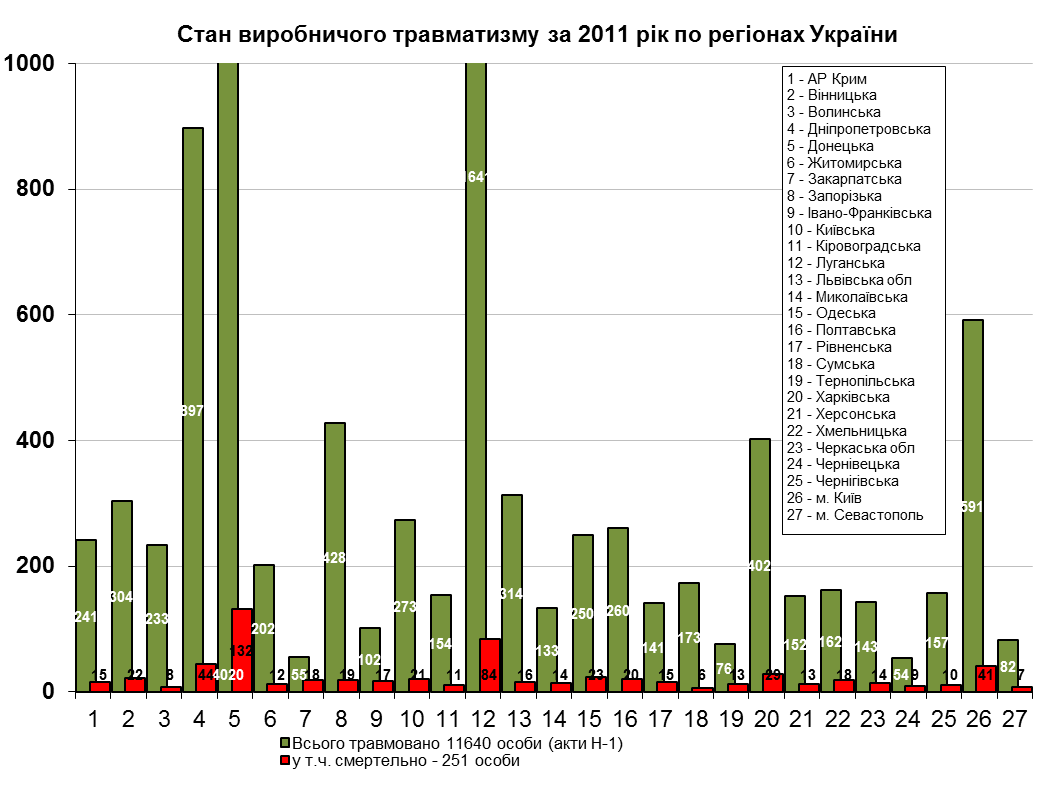 Стан виробничого травматизму за 2011 рік по регіонах України
1000
800
600
400
200
0
1 - АР Крим
2 - Вінницька
3 - Волинська
4 - Дніпропетровська
5 - Донецька
6 - Житомирська
7 - Закарпатська
8 - Запорізька
9 - Івано-Франківська
10 - Київська
11 - Кіровоградська
12 - Луганська
13 - Львівська обл
14 - Миколаївська
15 - Одеська
16 - Полтавська
17 - Рівненська
18 - Сумська
19 - Тернопільська
20 - Харківська
21 - Херсонська
22 - Хмельницька
23 - Черкаська обл
24 - Чернівецька
25 - Чернігівська
26 - м. Київ
27 - м. Севастополь
241 304 233 897 4020 202 55 428 102 273 154 1641 314 133 250 260 141 173 76 402 152 162 143 54 157 591 82
15 22 8 44 132 12 18 19 17 21 11 84 16 14 23 20 15 6 13 29 13 18 14 9 10 41 7
1 2 3 4 5 6 7 8 9 10 11 12 13 14 15 16 17 18 19 20 21 22 23 24 25 26 27
Всього травмовано 11640 особи (акти Н-1)
у т.ч. смертельно - 251 особи